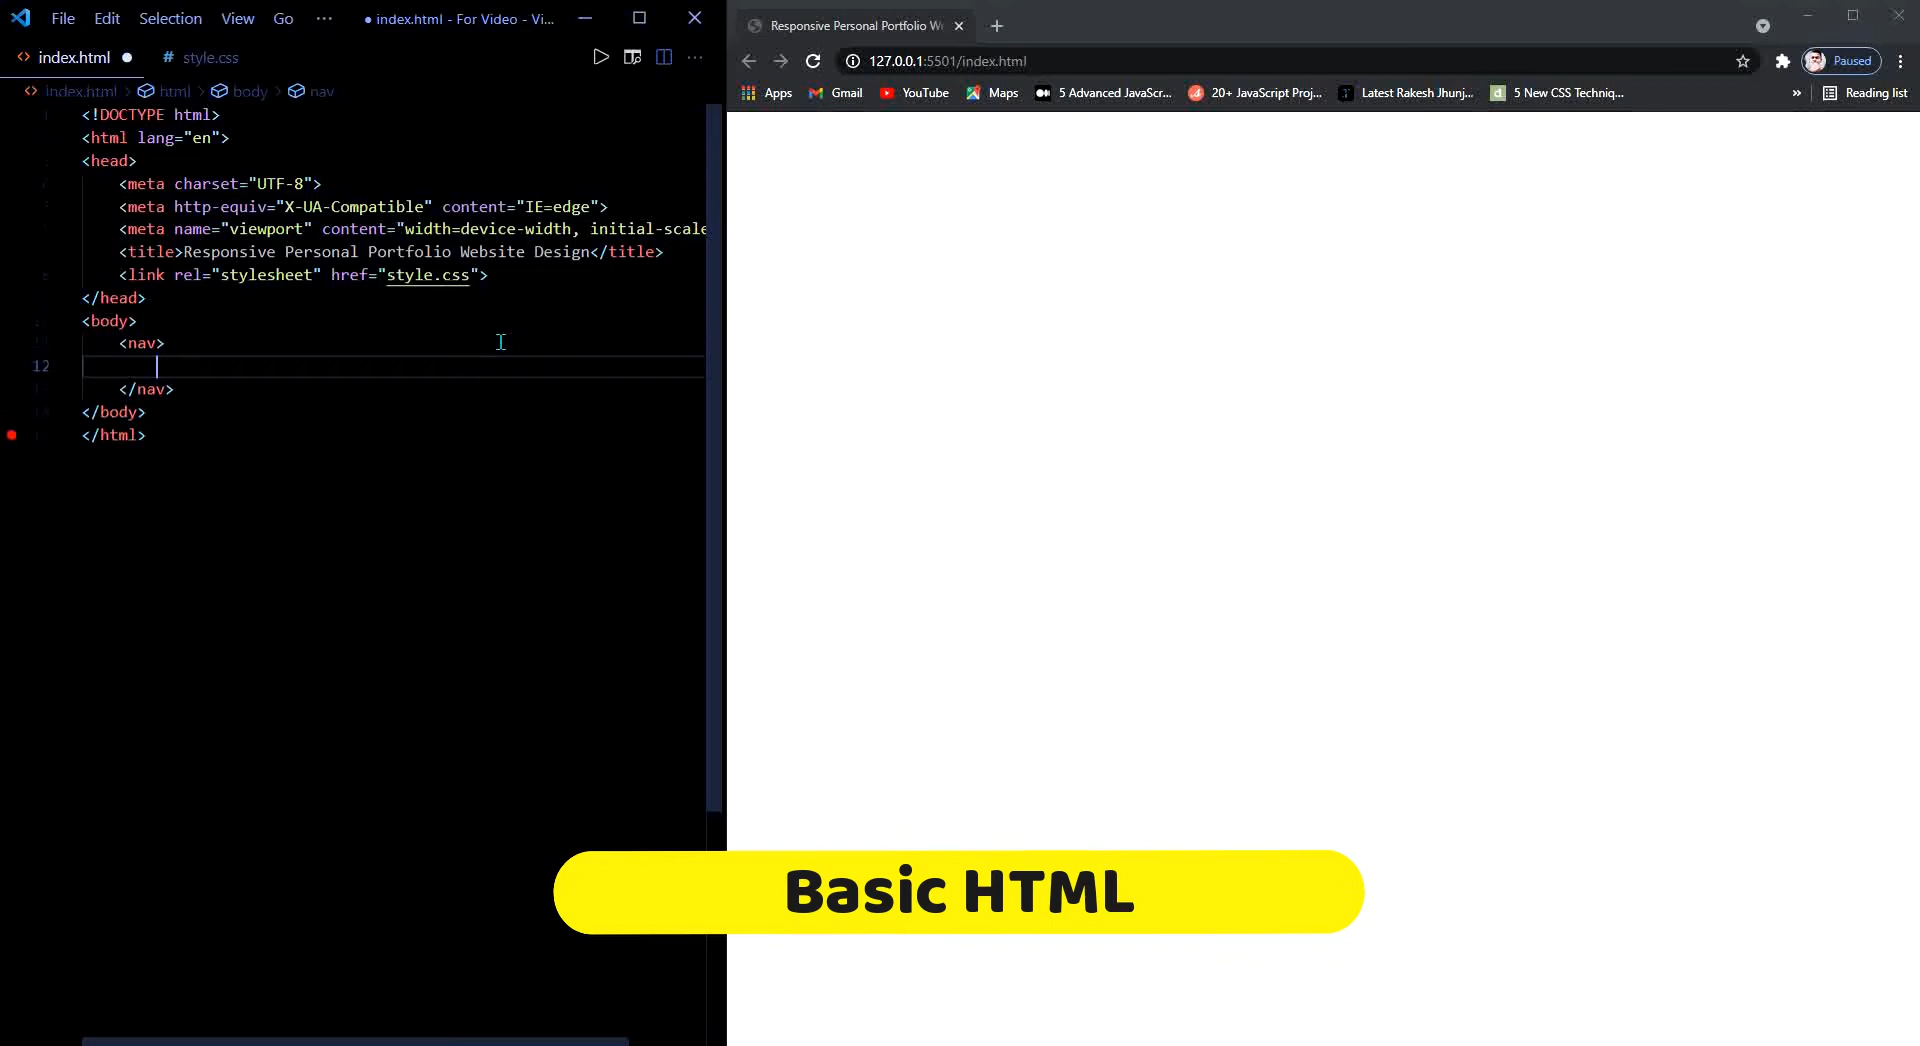 File Edit Selection View Go ··· ● index.html - For Video - Vi...
index.html ● # style.css
index.html > html > body > nav
<!DOCTYPE html>
<html lang="en">
<head>
<meta charset="UTF-8">
<meta http-equiv="X-UA-Compatible" content="IE=edge">
<meta name="viewport" content="width=device-width, initial-scale
<title>Responsive Personal Portfolio Website Design</title>
<link rel="stylesheet" href="style.css">
</head>
<body>
<nav>
12
</nav>
</body>
</html>
Responsive Personal Portfolio W
127.0.0.1:5501/index.html
Paused
Apps Gmail YouTube Maps 5 Advanced JavaScr... 20+ JavaScript Proj... Latest Rakesh Jhunj... 5 New CSS Techniq... » Reading list
Basic HTML